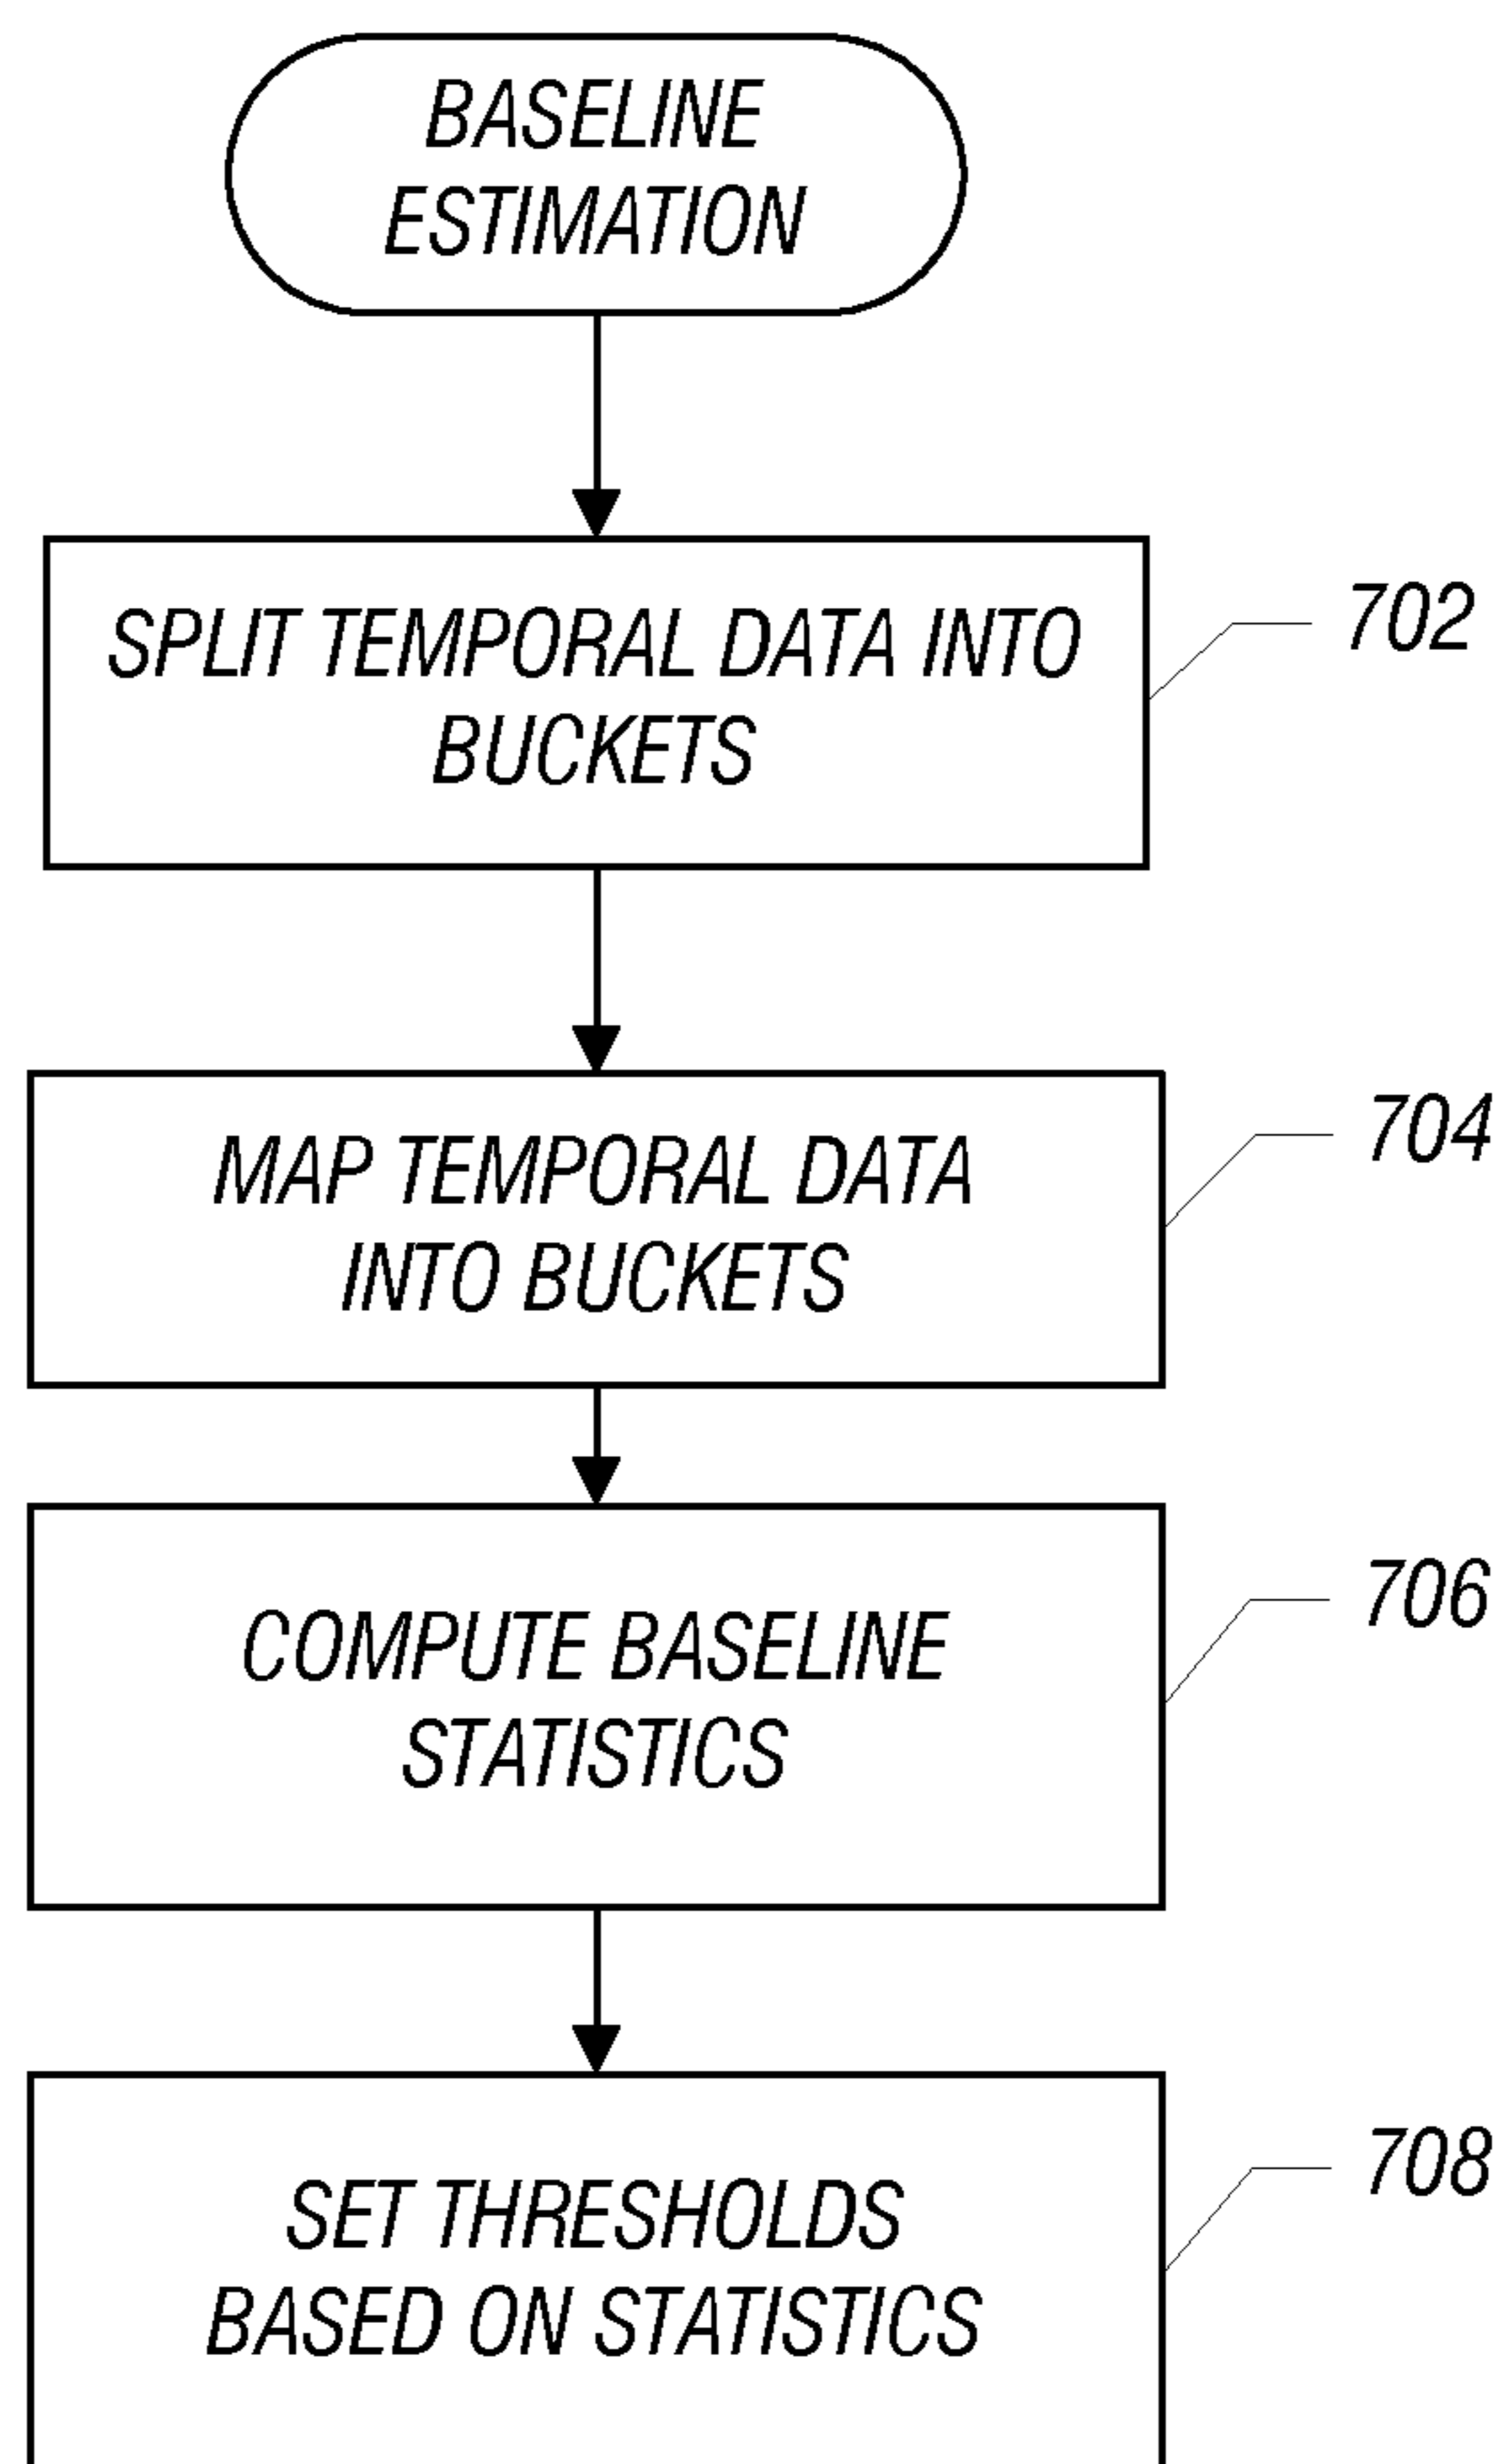 BASELINE
ESTIMATION
SPLIT TEMPORAL DATA INTO
BUCKETS
702
MAP TEMPORAL DATA
INTO BUCKETS
704
COMPUTE BASELINE
STATISTICS
706
SET THRESHOLDS
BASED ON STATISTICS
708